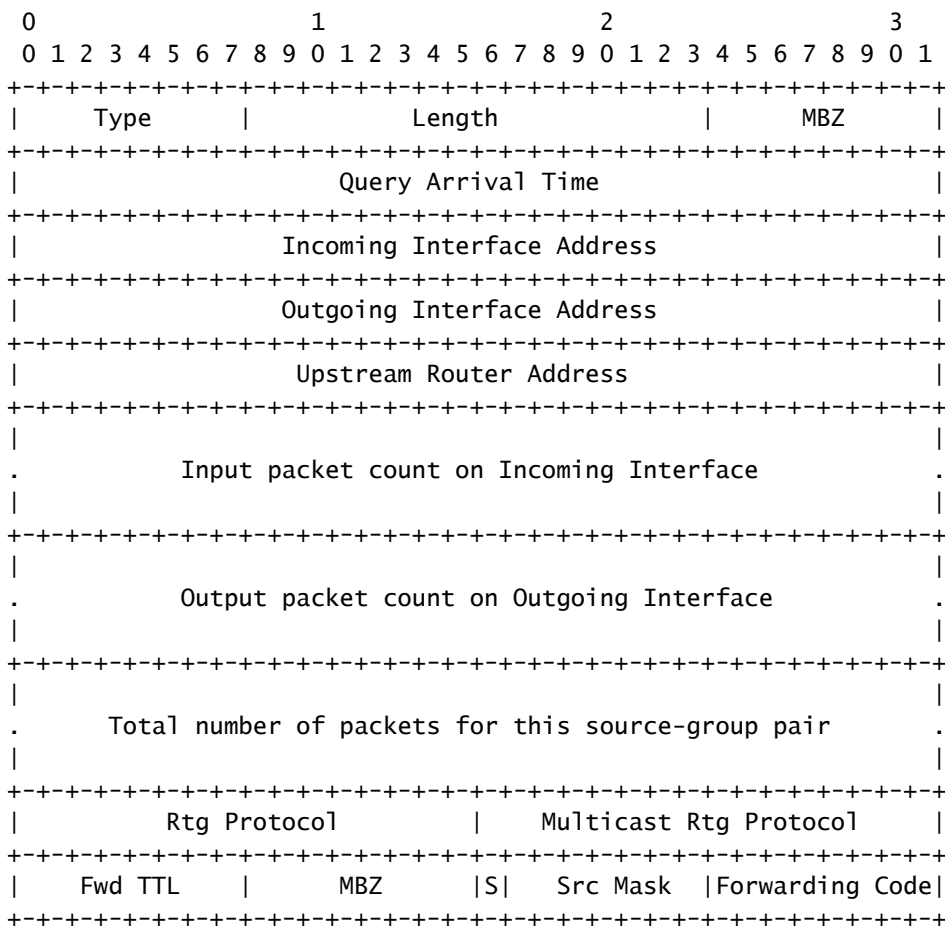 0                   1                   2                   3
 0 1 2 3 4 5 6 7 8 9 0 1 2 3 4 5 6 7 8 9 0 1 2 3 4 5 6 7 8 9 0 1
+-+-+-+-+-+-+-+-+-+-+-+-+-+-+-+-+-+-+-+-+-+-+-+-+-+-+-+-+-+-+-+-+
|     Type      |           Length              |      MBZ      |
+-+-+-+-+-+-+-+-+-+-+-+-+-+-+-+-+-+-+-+-+-+-+-+-+-+-+-+-+-+-+-+-+
|                      Query Arrival Time                       |
+-+-+-+-+-+-+-+-+-+-+-+-+-+-+-+-+-+-+-+-+-+-+-+-+-+-+-+-+-+-+-+-+
|                  Incoming Interface Address                   |
+-+-+-+-+-+-+-+-+-+-+-+-+-+-+-+-+-+-+-+-+-+-+-+-+-+-+-+-+-+-+-+-+
|                  Outgoing Interface Address                   |
+-+-+-+-+-+-+-+-+-+-+-+-+-+-+-+-+-+-+-+-+-+-+-+-+-+-+-+-+-+-+-+-+
|                   Upstream Router Address                     |
+-+-+-+-+-+-+-+-+-+-+-+-+-+-+-+-+-+-+-+-+-+-+-+-+-+-+-+-+-+-+-+-+
|                                                               |
.           Input packet count on Incoming Interface            .
|                                                               |
+-+-+-+-+-+-+-+-+-+-+-+-+-+-+-+-+-+-+-+-+-+-+-+-+-+-+-+-+-+-+-+-+
|                                                               |
.           Output packet count on Outgoing Interface           .
|                                                               |
+-+-+-+-+-+-+-+-+-+-+-+-+-+-+-+-+-+-+-+-+-+-+-+-+-+-+-+-+-+-+-+-+
|                                                               |
.      Total number of packets for this source-group pair       .
|                                                               |
+-+-+-+-+-+-+-+-+-+-+-+-+-+-+-+-+-+-+-+-+-+-+-+-+-+-+-+-+-+-+-+-+
|          Rtg Protocol         |    Multicast Rtg Protocol     |
+-+-+-+-+-+-+-+-+-+-+-+-+-+-+-+-+-+-+-+-+-+-+-+-+-+-+-+-+-+-+-+-+
|    Fwd TTL    |      MBZ      |S|   Src Mask  |Forwarding Code|
+-+-+-+-+-+-+-+-+-+-+-+-+-+-+-+-+-+-+-+-+-+-+-+-+-+-+-+-+-+-+-+-+